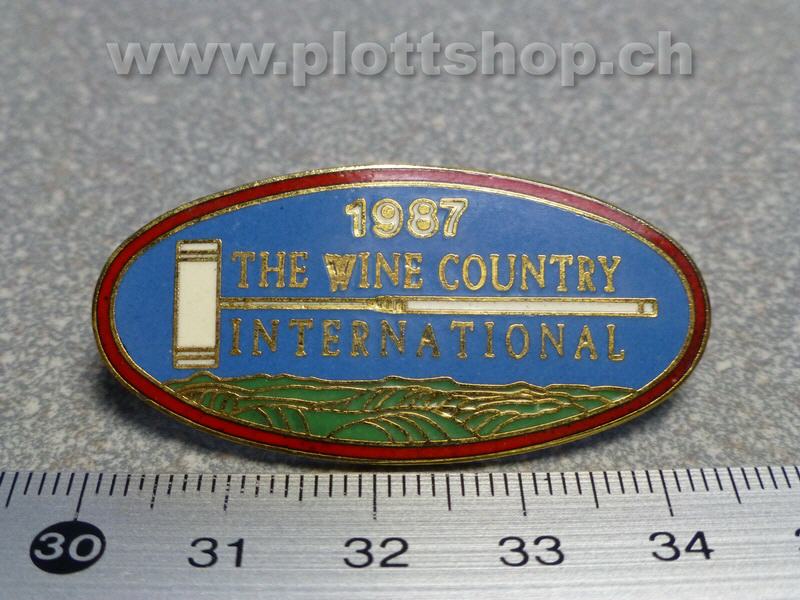 www.plottshop.ch
1987
THE WINE COUNTRY
INTERNATIONAL
30 31 32 33 34